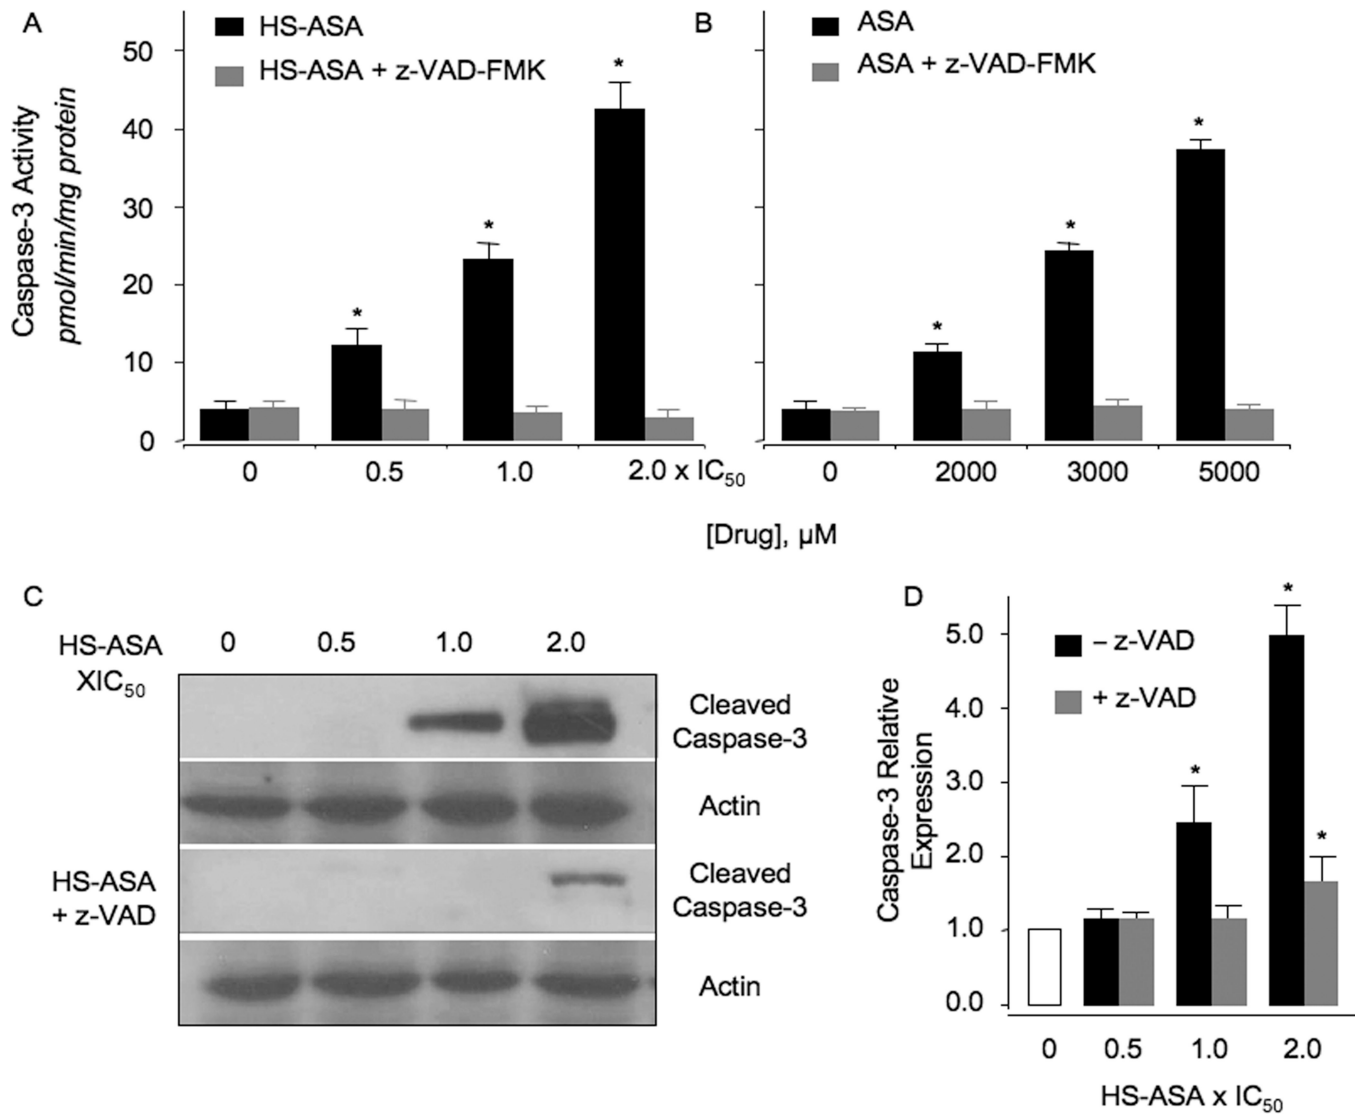 A
HS-ASA
HS-ASA + z-VAD-FMK
Caspase-3 Activity
pmol/min/mg protein
50
40
30
20
10
0
*
*
*
0 0.5 1.0 2.0 x IC50
B
ASA
ASA + z-VAD-FMK
*
*
*
0 2000 3000 5000
[Drug], µM
C
HS-ASA
XIC50
0 0.5 1.0 2.0
Cleaved
Caspase-3
Actin
HS-ASA
+ z-VAD
Cleaved
Caspase-3
Actin
D
– z-VAD
+ z-VAD
Caspase-3 Relative
Expression
5.0
4.0
3.0
2.0
1.0
0.0
*
*
*
0 0.5 1.0 2.0
HS-ASA x IC50